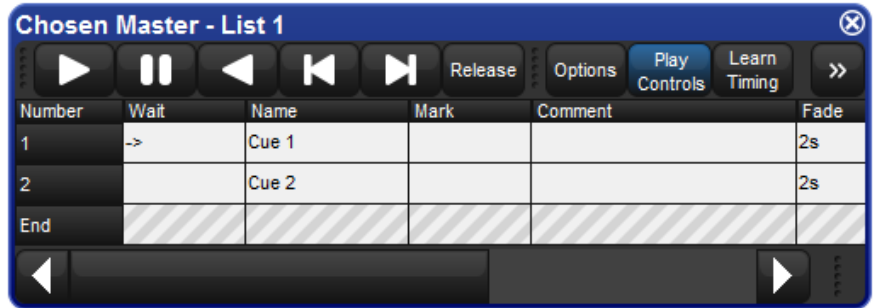 Chosen Master - List 1
Release Options Play Controls Learn Timing »
Number Wait Name Mark Comment Fade
1 -> Cue 1 2s
2 Cue 2 2s
End